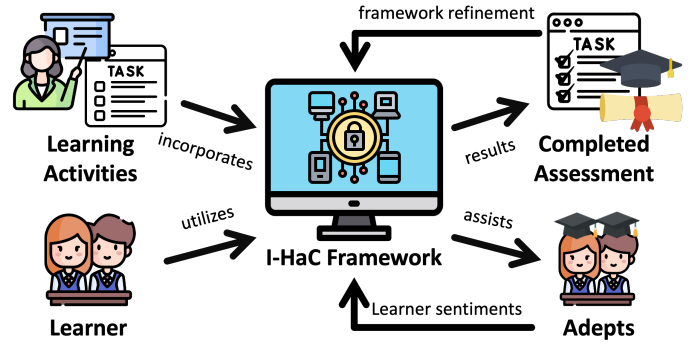 framework refinement
TASK
TASK
Learning
Activities
incorporates
results
Completed
Assessment
utilizes
assists
I-HaC Framework
Learner sentiments
Learner
Adepts